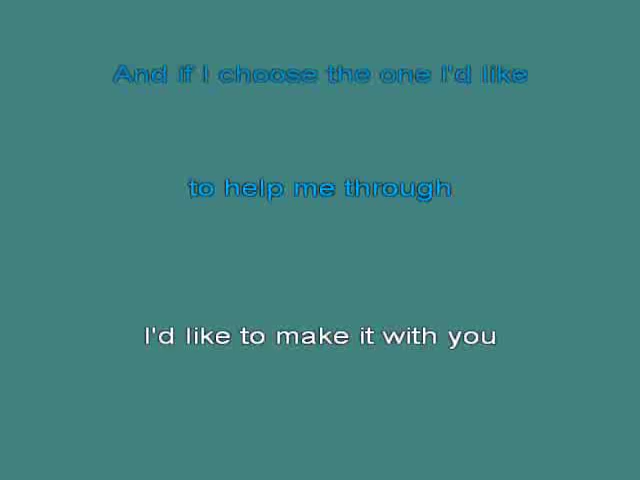 And if I choose the one I'd like
to help me through
I'd like to make it with you